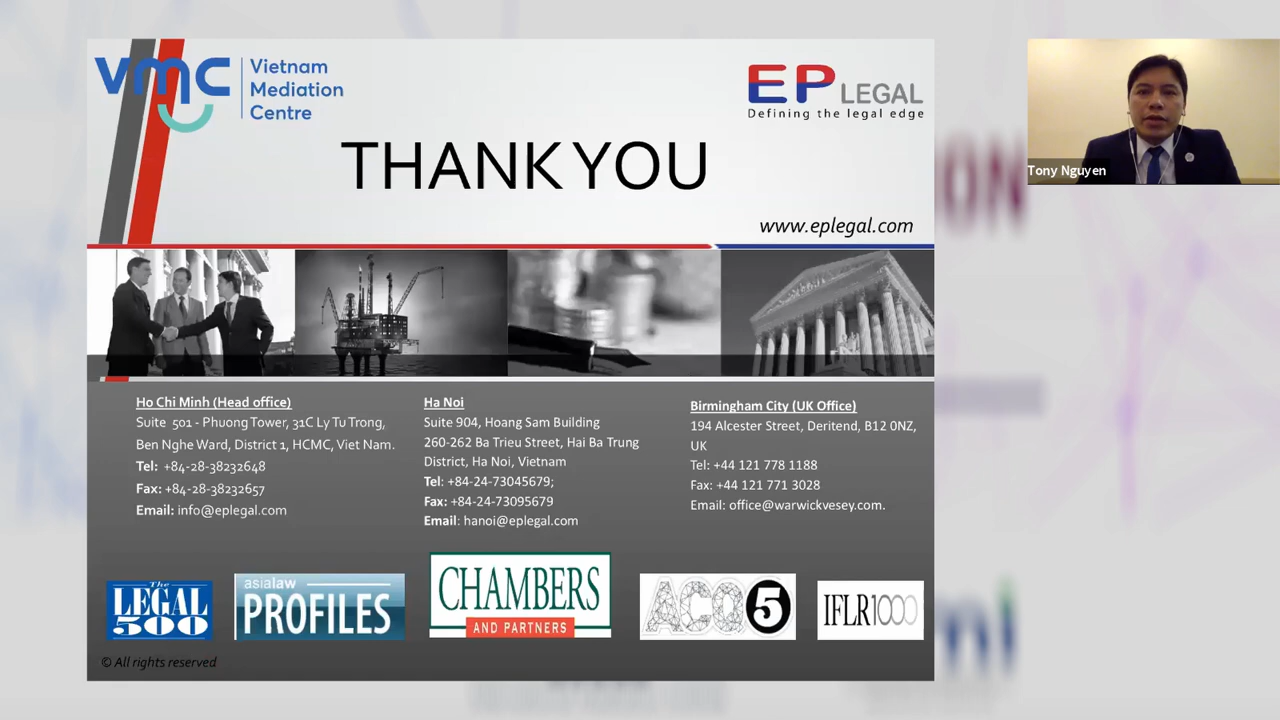 vmc
Vietnam
Mediation
Centre
EP LEGAL
Defining the legal edge
THANK YOU
www.eplegal.com
Tony Nguyen
ON
Ho Chi Minh (Head office)
Suite 501 - Phuong Tower, 31C Ly Tu Trong,
Ben Nghe Ward, District 1, HCMC, Viet Nam.
Tel: +84-28-38232648
Fax: +84-28-38232657
Email: info@eplegal.com
Ha Noi
Suite 904, Hoang Sam Building
260-262 Ba Trieu Street, Hai Ba Trung
District, Ha Noi, Vietnam
Tel: +84-24-73045679;
Fax: +84-24-73095679
Email: hanoi@eplegal.com
Birmingham City (UK Office)
194 Alcester Street, Deritend, B12 0NZ,
UK
Tel: +44 121 778 1188
Fax: +44 121 771 3028
Email: office@warwickvesey.com.
The
LEGAL
500
asialaw
PROFILES
CHAMBERS
AND PARTNERS
ACQ5
IFLR1000
© All rights reserved